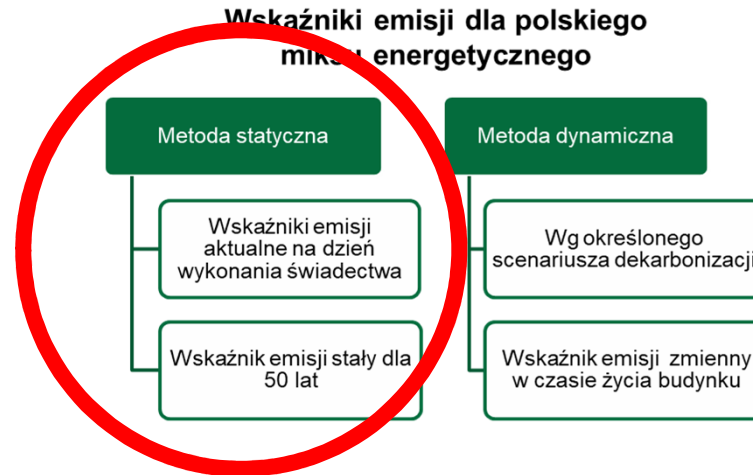 Wskaźniki emisji dla polskiego
miksu energetycznego
Metoda statyczna
Wskaźniki emisji
aktualne na dzień
wykonania świadectwa
Wskaźnik emisji stały dla
50 lat
Metoda dynamiczna
Wg określonego
scenariusza dekarbonizacji
Wskaźnik emisji zmienny
w czasie życia budynku